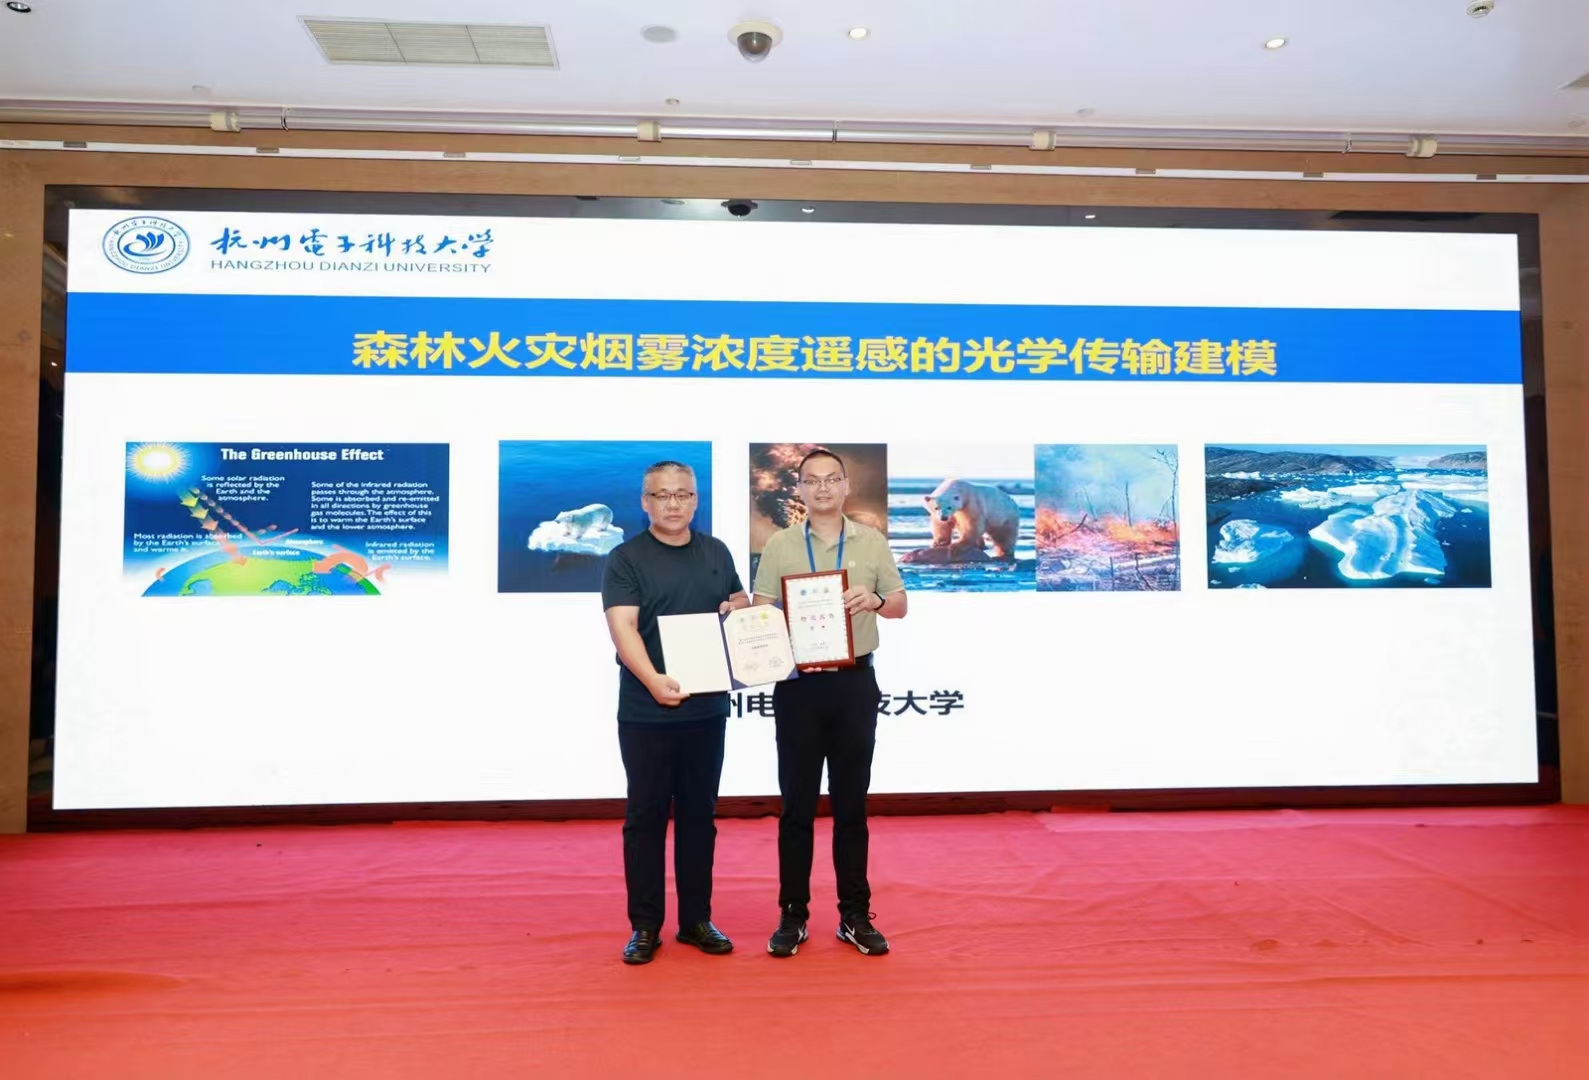 杭州電子科技大学
HANGZHOU DIANZI UNIVERSITY
森林火灾烟雾浓度遥感的光学传输建模
The Greenhouse Effect
Some solar radiation
is reflected by the
Earth and the
atmosphere.
Some of the infrared radiation
passes through the atmosphere.
Some is absorbed and re-emitted
in all directions by greenhouse
gas molecules. The effect of this
is to warm the Earth's surface
and the lower atmosphere.
Most radiation is absorbed
by the Earth's surface
and warms it.
Atmosphere
Earth's surface
Infrared radiation
is emitted by the
Earth's surface.
州电
技大学